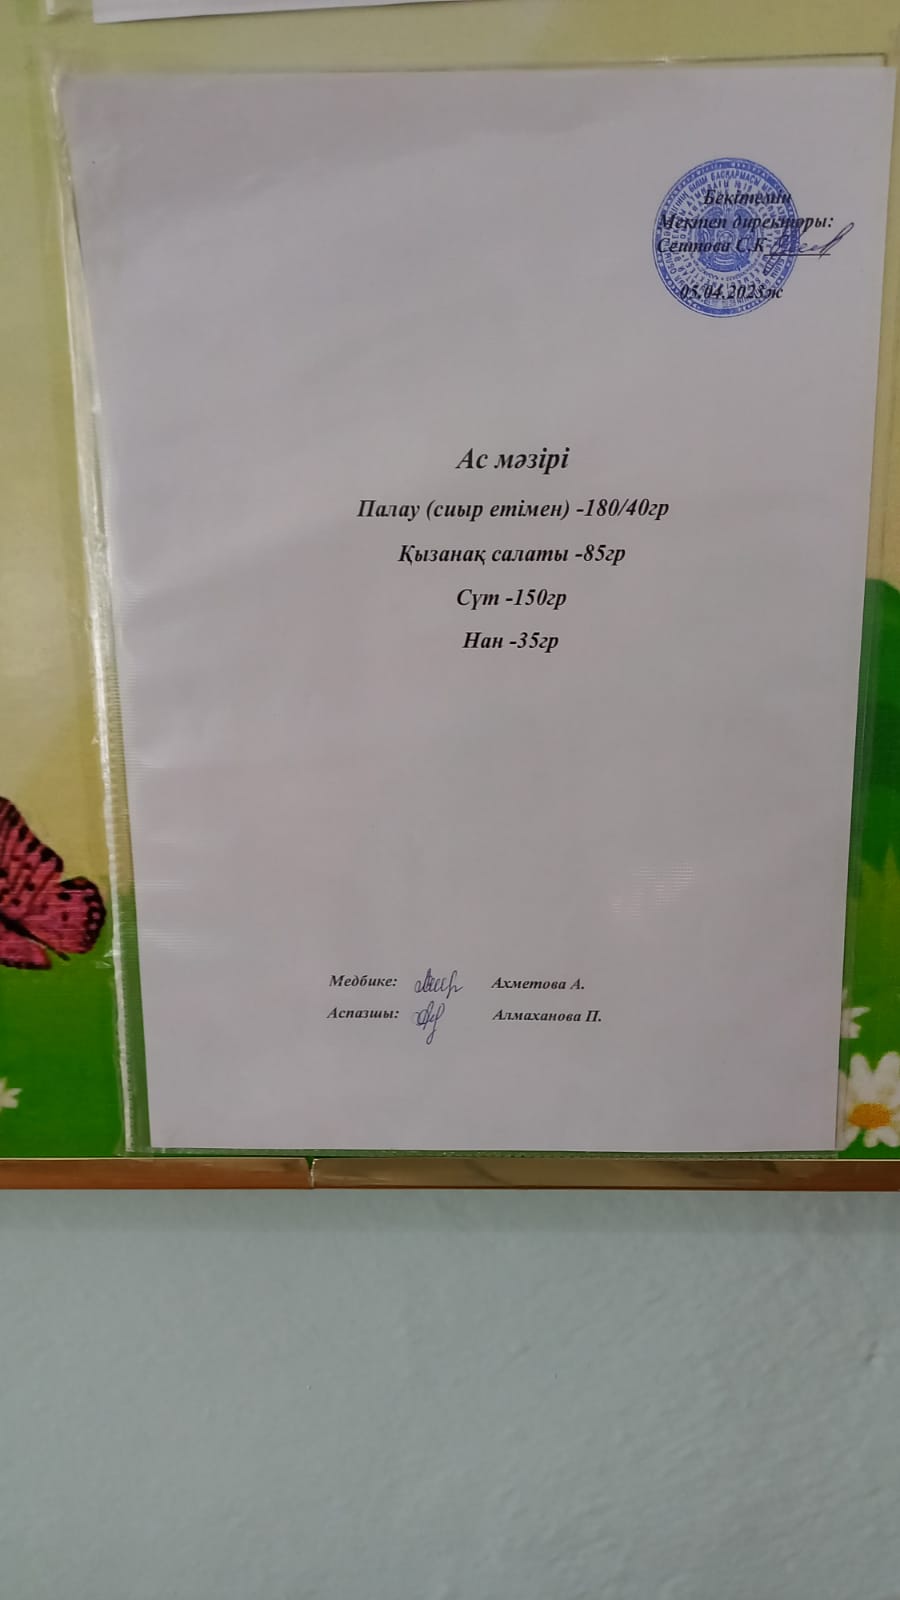 Бекітемін
Мектеп директоры:
Сейтова С.К
05.04.2023ж
Ас мәзірі
Палау (сиыр етімен) -180/40гр
Қызанақ салаты -85гр
Сүт -150гр
Нан -35гр
Медбике: Ахметова А.
Аспазшы: Алмаханова П.